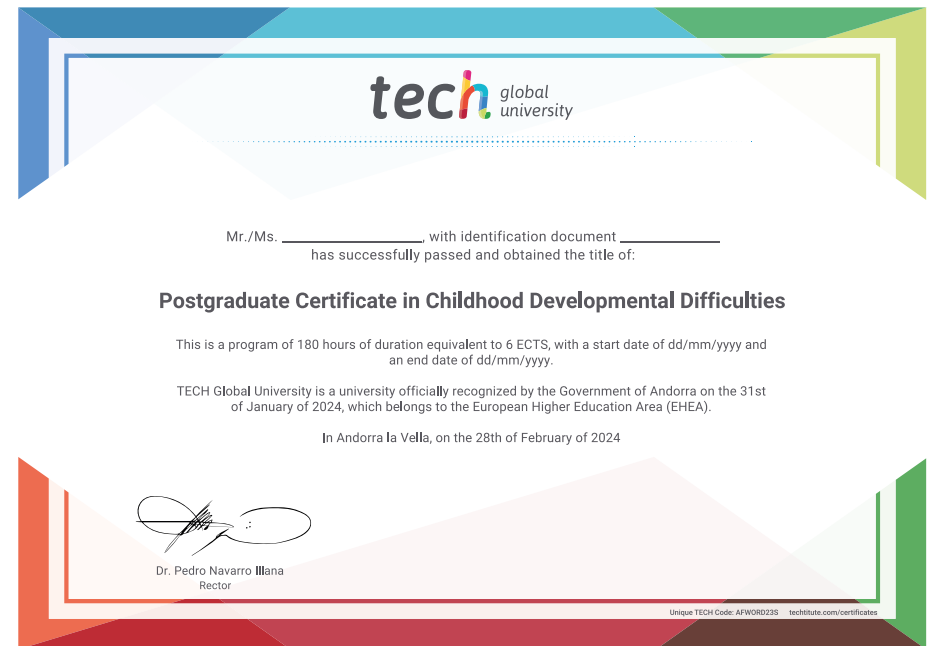 tech global university
Mr./Ms. ____________, with identification document ____________
has successfully passed and obtained the title of:
Postgraduate Certificate in Childhood Developmental Difficulties
This is a program of 180 hours of duration equivalent to 6 ECTS, with a start date of dd/mm/yyyy and
an end date of dd/mm/yyyy.
TECH Global University is a university officially recognized by the Government of Andorra on the 31st
of January of 2024, which belongs to the European Higher Education Area (EHEA).
In Andorra la Vella, on the 28th of February of 2024
Dr. Pedro Navarro Illana
Rector
Unique TECH Code: AFWORD23S techtitute.com/certificates